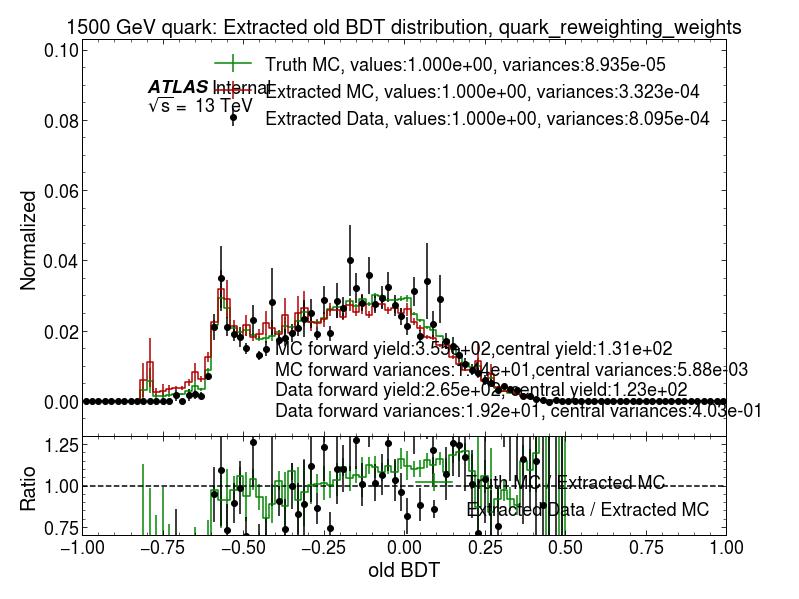 1500 GeV quark: Extracted old BDT distribution, quark_reweighting_weights
Truth MC, values:1.000e+00, variances:8.935e-05
ATLAS Internal
Extracted MC, values:1.000e+00, variances:3.323e-04
√s = 13 TeV
Extracted Data, values:1.000e+00, variances:8.095e-04
Normalized
0.10
0.08
0.06
0.04
0.02
0.00
MC forward yield:3.55e+02,central yield:1.31e+02
MC forward variances: e+01,central variances:5.88e-03
Data forward yield:2.65e+02, central yield:1.23e+02
Data forward variances:1.92e+01, central variances:4.03e-01
Ratio
1.25
1.00
0.75
Truth MC / Extracted MC
Extracted Data / Extracted MC
−1.00 −0.75 −0.50 −0.25 0.00 0.25 0.50 0.75 1.00
old BDT